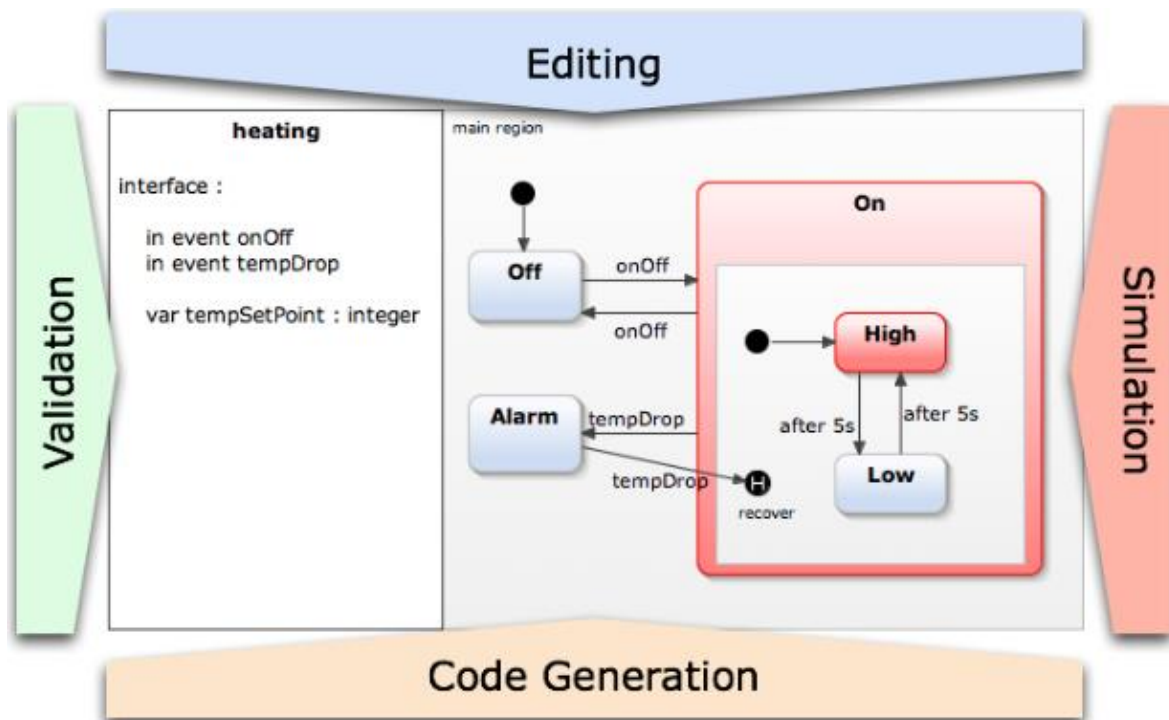 Editing
Validation
heating
interface :
in event onOff
in event tempDrop
var tempSetPoint : integer
main region
Off
onOff
onOff
Alarm
tempDrop
tempDrop
On
High
after 5s
after 5s
Low
H
recover
Simulation
Code Generation